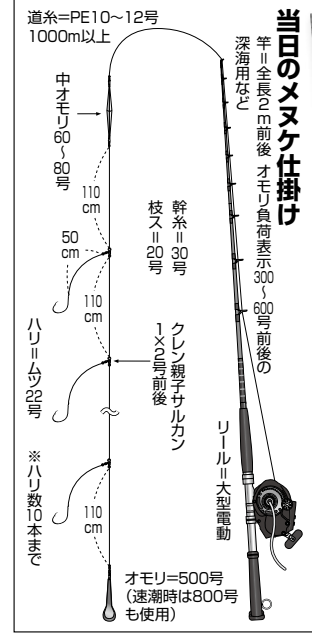 当日のメヌケ仕掛け
竿＝全長2m前後 オモリ負荷表示300～600号前後の
深海用など
道糸＝PE10～12号
1000m以上
中オモリ60～80号
110
cm
幹糸＝30号
枝ス＝20号
50
cm
110
cm
クレン親子サルカン
1×2号前後
ハリ＝ムツ22号
リール＝大型電動
※ハリ数10本まで
110
cm
オモリ＝500号
(速潮時は800号
も使用)